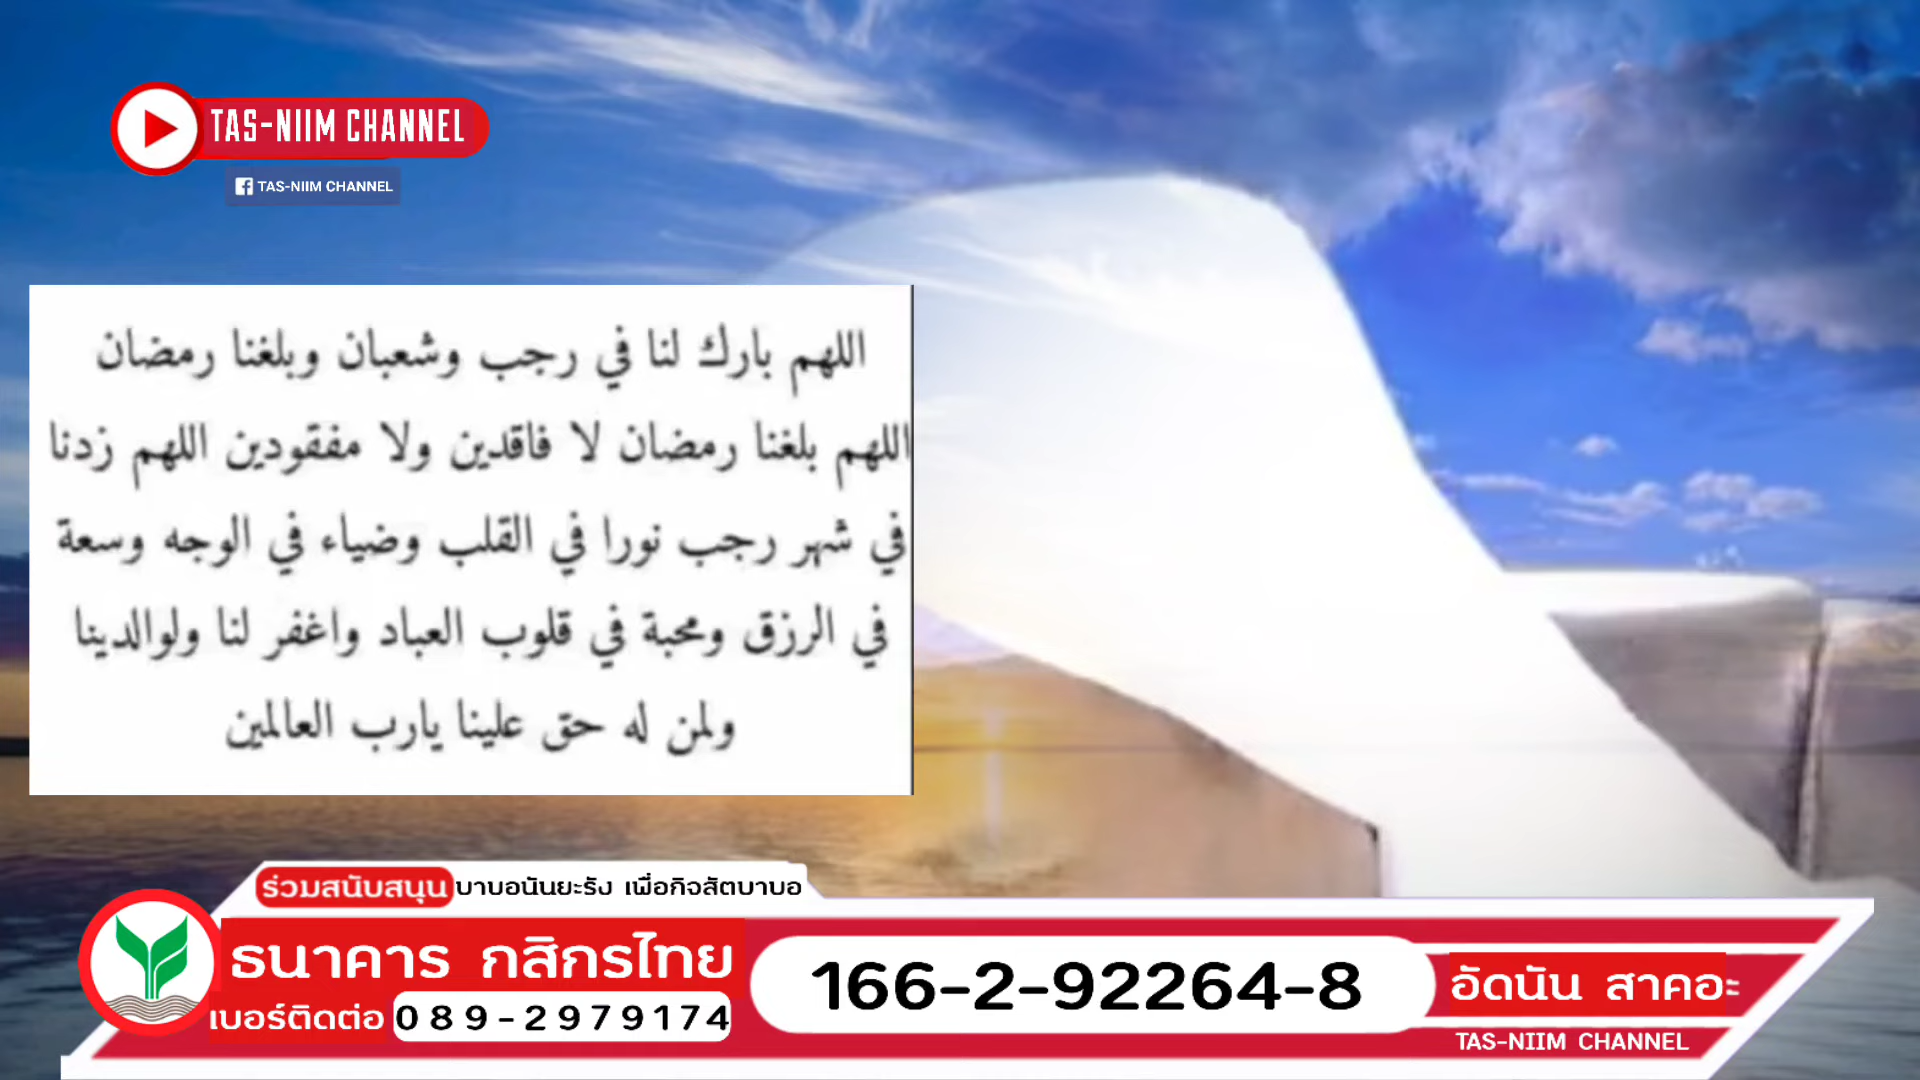 TAS-NIIM CHANNEL
TAS-NIIM CHANNEL
اللهم بارك لنا في رجب وشعبان وبلغنا رمضان
اللهم بلغنا رمضان لا فاقدين ولا مفقودين اللهم زدنا
في شهر رجب نورا في القلب وضياء في الوجه وسعة
في الرزق ومحبة في قلوب العباد واغفر لنا ولوالدينا
ولمن له حق علينا يارب العالمين
ร่วมสนับสนุน บาบอนันยะรัง เพื่อกิจสัตบาบอ
ธนาคาร กสิกรไทย
เบอร์ติดต่อ 089-2979174
166-2-92264-8
อัดนัน สาคอะ
TAS-NIIM CHANNEL